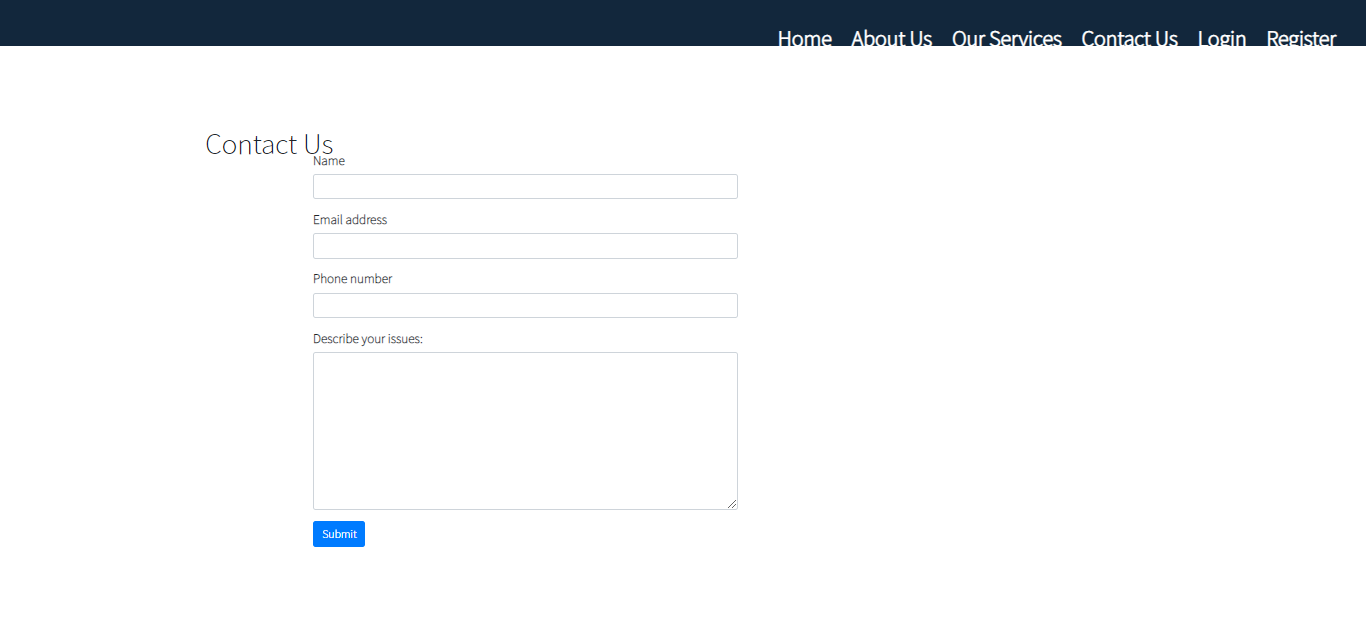 Home About Us Our Services Contact Us Login Register
Contact Us
Name
Email address
Phone number
Describe your issues:
Submit